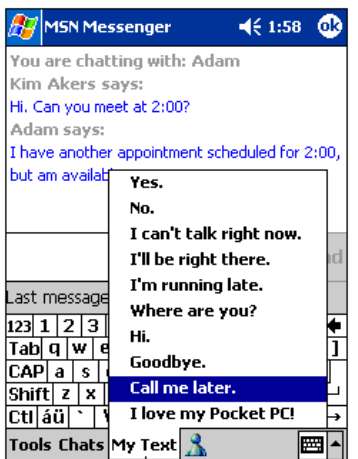 MSN Messenger 1:58 ok
You are chatting with: Adam
Kim Akers says:
Hi. Can you meet at 2:00?
Adam says:
I have another appointment scheduled for 2:00,
but am
Yes.
No.
I can't talk right now.
I'll be right there.
I'm running late.
Where are you?
Hi.
Goodbye.
Call me later.
I love my Pocket PC!
Last message
123 1 2 3
Tab q w e ]
CAP a s
Shift z x
Ctl áü `
Tools Chats My Text